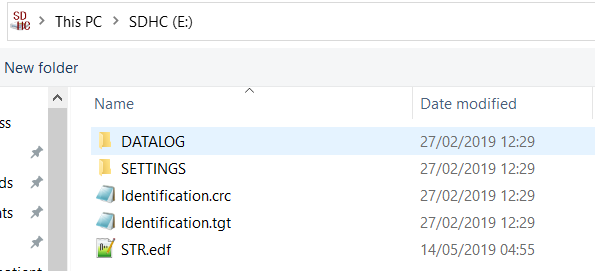 SD HC This PC SDHC (E:)
New folder
Name Date modified
ss
DATALOG 27/02/2019 12:29
SETTINGS 27/02/2019 12:29
ds Identification.crc 27/02/2019 12:29
ts Identification.tgt 27/02/2019 12:29
STR.edf 14/05/2019 04:55